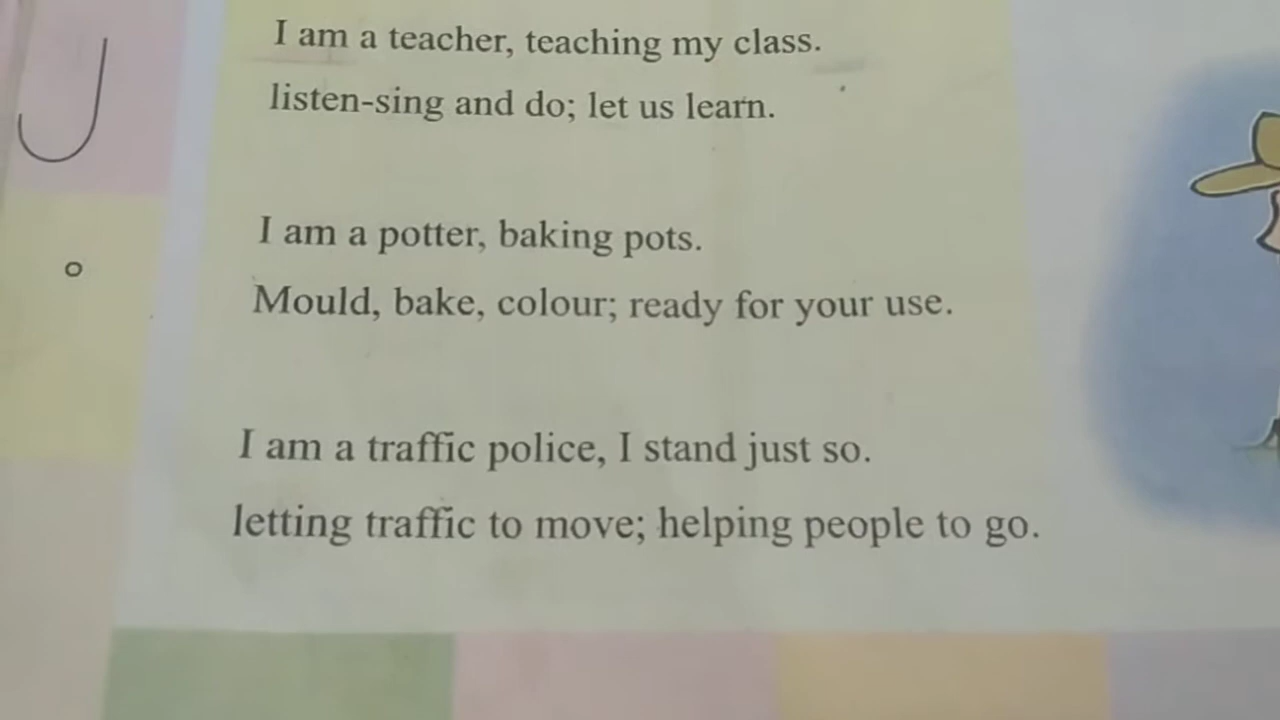 I am a teacher, teaching my class.
listen-sing and do; let us learn.
I am a potter, baking pots.
Mould, bake, colour; ready for your use.
I am a traffic police, I stand just so.
letting traffic to move; helping people to go.